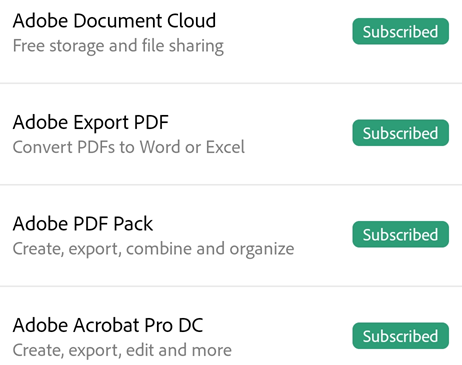 Adobe Document Cloud
Subscribed
Free storage and file sharing
Adobe Export PDF
Subscribed
Convert PDFs to Word or Excel
Adobe PDF Pack
Subscribed
Create, export, combine and organize
Adobe Acrobat Pro DC
Subscribed
Create, export, edit and more